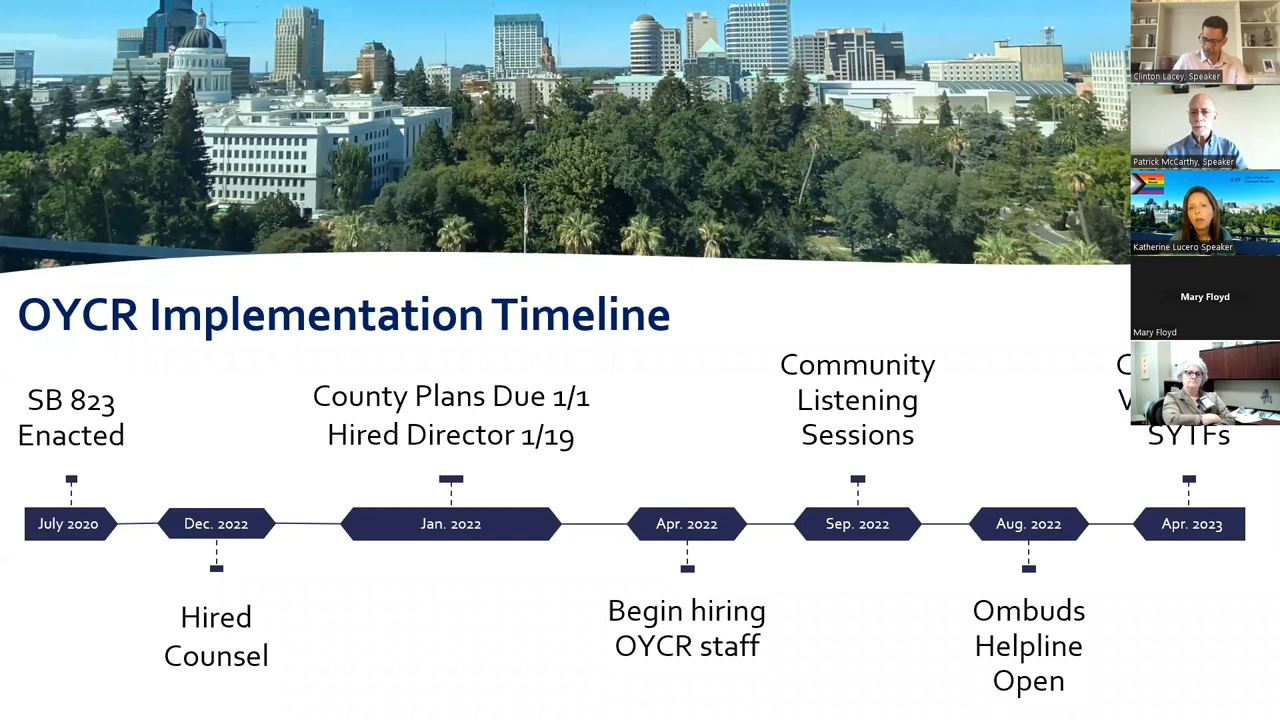 Clinton Lacey, Speaker
Patrick McCarthy, Speaker
Katherine Lucero Speaker
Mary Floyd
Mary Floyd
OYCR Implementation Timeline
SB 823
Enacted
County Plans Due 1/1
Hired Director 1/19
Community
Listening
Sessions
SYTFs
July 2020
Dec. 2022
Jan. 2022
Apr. 2022
Sep. 2022
Aug. 2022
Apr. 2023
Hired
Counsel
Begin hiring
OYCR staff
Ombuds
Helpline
Open